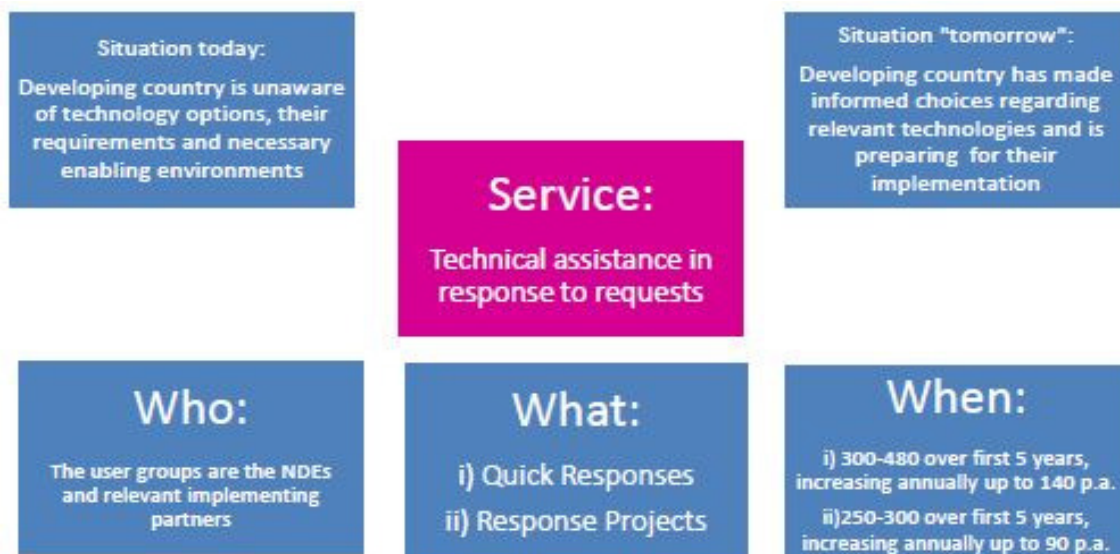 Situation today:
Developing country is unaware
of technology options, their
requirements and necessary
enabling environments
Situation "tomorrow":
Developing country has made
informed choices regarding
relevant technologies and is
preparing for their
implementation
Service:
Technical assistance in
response to requests
Who:
The user groups are the NDEs
and relevant implementing
partners
What:
i) Quick Responses
ii) Response Projects
When:
i) 300-480 over first 5 years,
increasing annually up to 140 p.a.
ii)250-300 over first 5 years,
increasing annually up to 90 p.a.